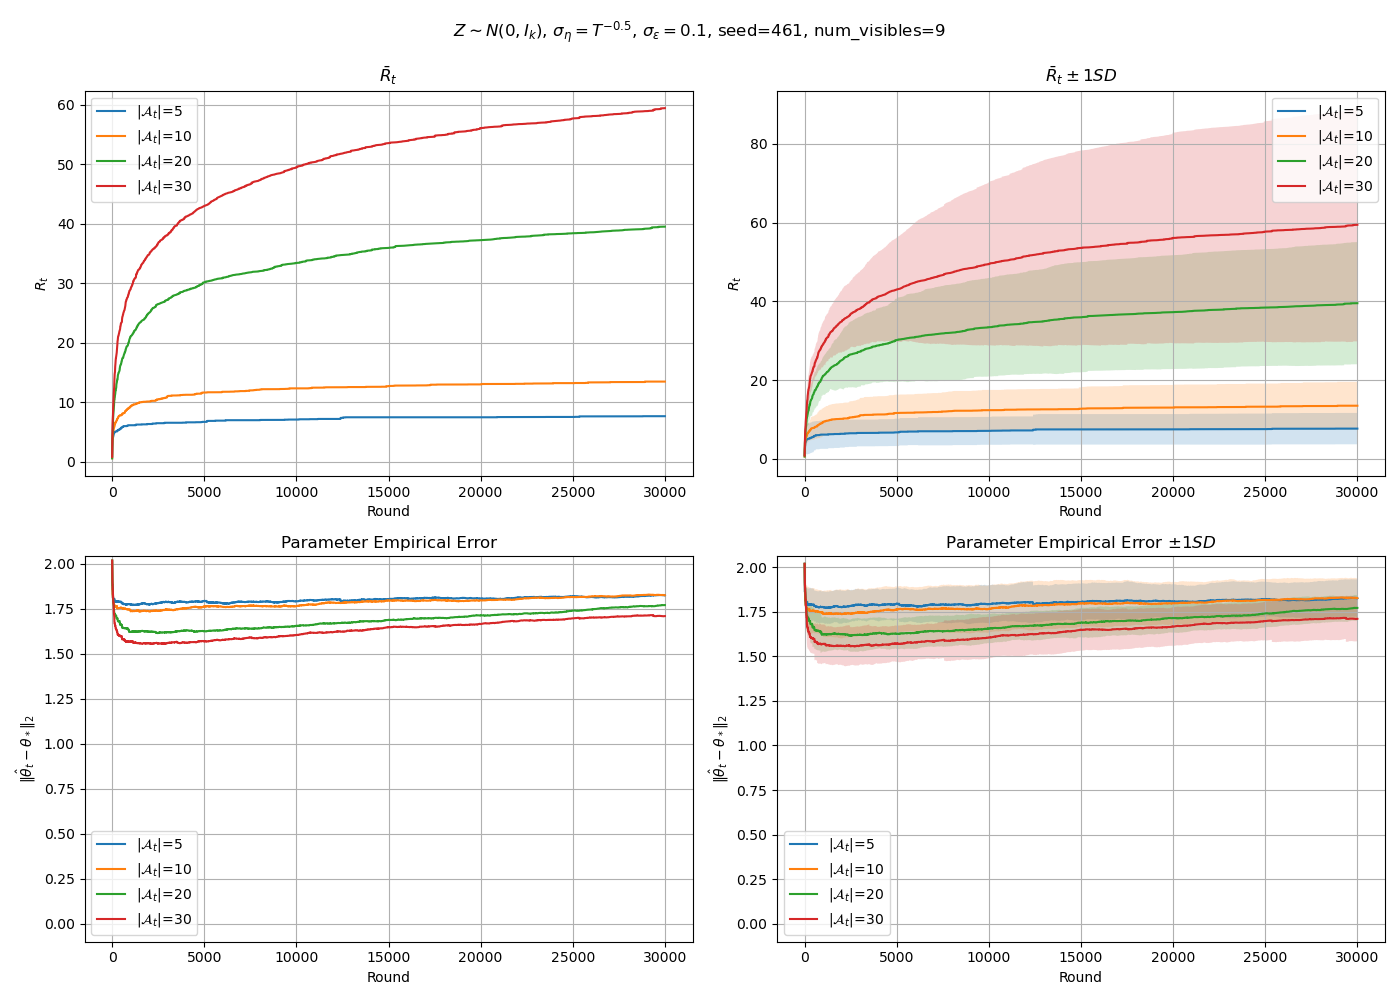 Z ∼ N(0, I_k), σ_η = T^{−0.5}, σ_ε = 0.1, seed=461, num_visibles=9
R̄_t
R_t
60
50
40
30
20
10
0
|𝒜_t|=5
|𝒜_t|=10
|𝒜_t|=20
|𝒜_t|=30
0 5000 10000 15000 20000 25000 30000
Round
R̄_t ± 1SD
R_t
80
60
40
20
0
|𝒜_t|=5
|𝒜_t|=10
|𝒜_t|=20
|𝒜_t|=30
0 5000 10000 15000 20000 25000 30000
Round
Parameter Empirical Error
‖θ̂_t − θ_*‖_2
2.00
1.75
1.50
1.25
1.00
0.75
0.50
0.25
0.00
|𝒜_t|=5
|𝒜_t|=10
|𝒜_t|=20
|𝒜_t|=30
0 5000 10000 15000 20000 25000 30000
Round
Parameter Empirical Error ±1SD
‖θ̂_t − θ_*‖_2
2.00
1.75
1.50
1.25
1.00
0.75
0.50
0.25
0.00
|𝒜_t|=5
|𝒜_t|=10
|𝒜_t|=20
|𝒜_t|=30
0 5000 10000 15000 20000 25000 30000
Round